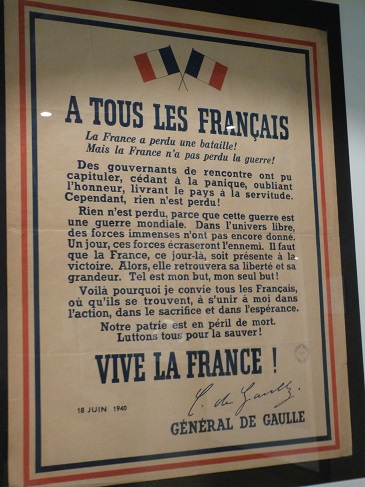 A TOUS LES FRANÇAIS
La France a perdu une bataille!
Mais la France n'a pas perdu la guerre!
Des gouvernants de rencontre ont pu
capituler, cédant à la panique, oubliant
l'honneur, livrant le pays à la servitude.
Cependant, rien n'est perdu!
Rien n'est perdu, parce que cette guerre est
une guerre mondiale. Dans l'univers libre,
des forces immenses n'ont pas encore donné.
Un jour, ces forces écraseront l'ennemi. Il faut
que la France, ce jour-là, soit présente à la
victoire. Alors, elle retrouvera sa liberté et sa
grandeur. Tel est mon but, mon seul but!
Voilà pourquoi je convie tous les Français,
où qu'ils se trouvent, à s'unir à moi dans
l'action, dans le sacrifice et dans l'espérance.
Notre patrie est en péril de mort.
Luttons tous pour la sauver!
VIVE LA FRANCE !
C. de Gaulle
18 JUIN 1940
GÉNÉRAL DE GAULLE